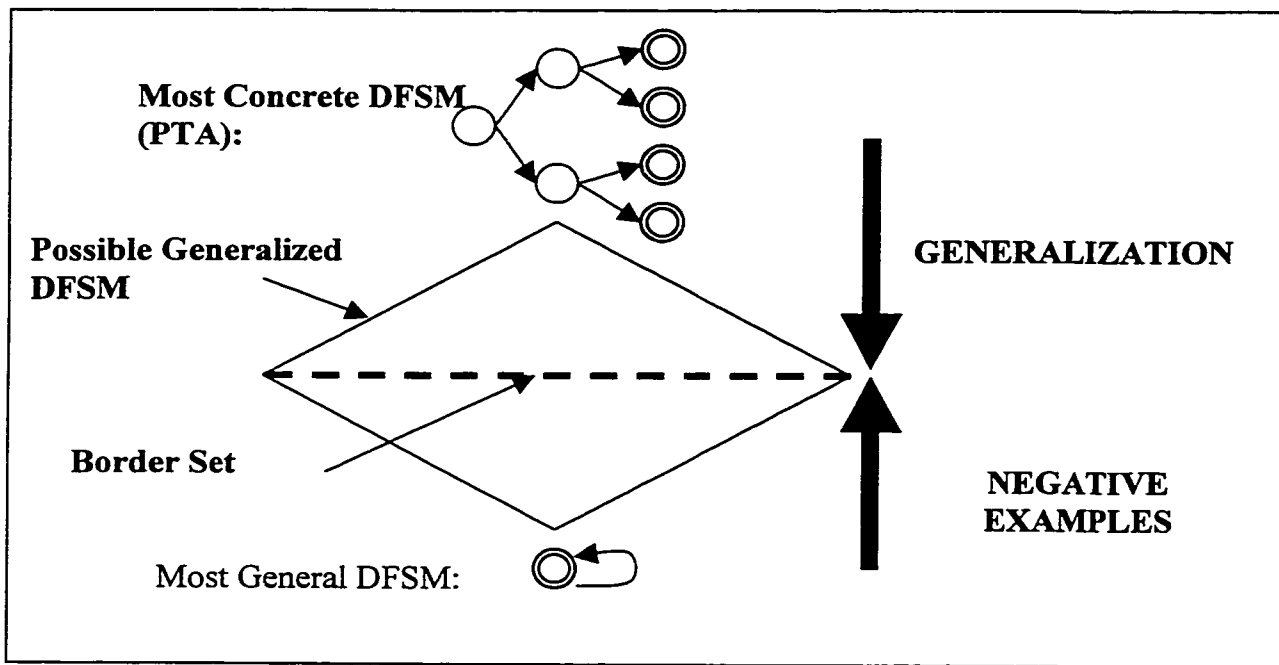 Most Concrete DFSM
(PTA):
Possible Generalized
DFSM
GENERALIZATION
Border Set
NEGATIVE
EXAMPLES
Most General DFSM: